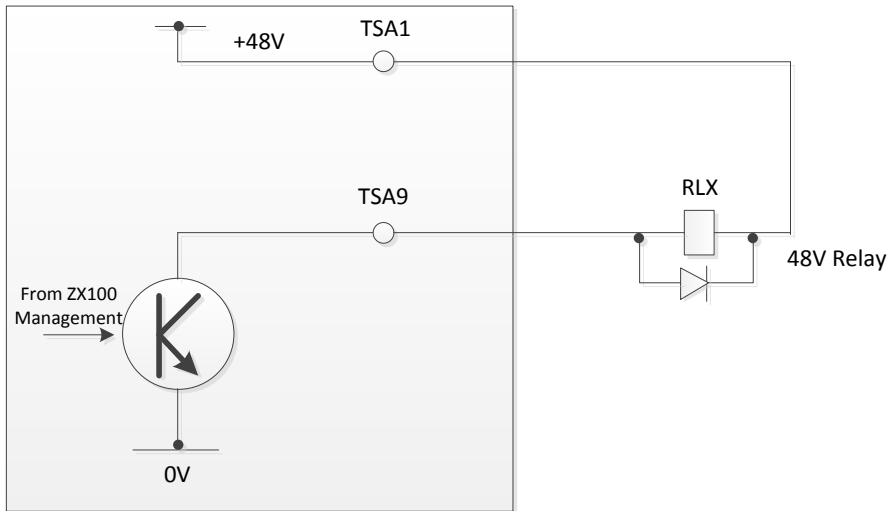 TSA1
+48V
TSA9
RLX
48V Relay
From ZX100
Management
0V